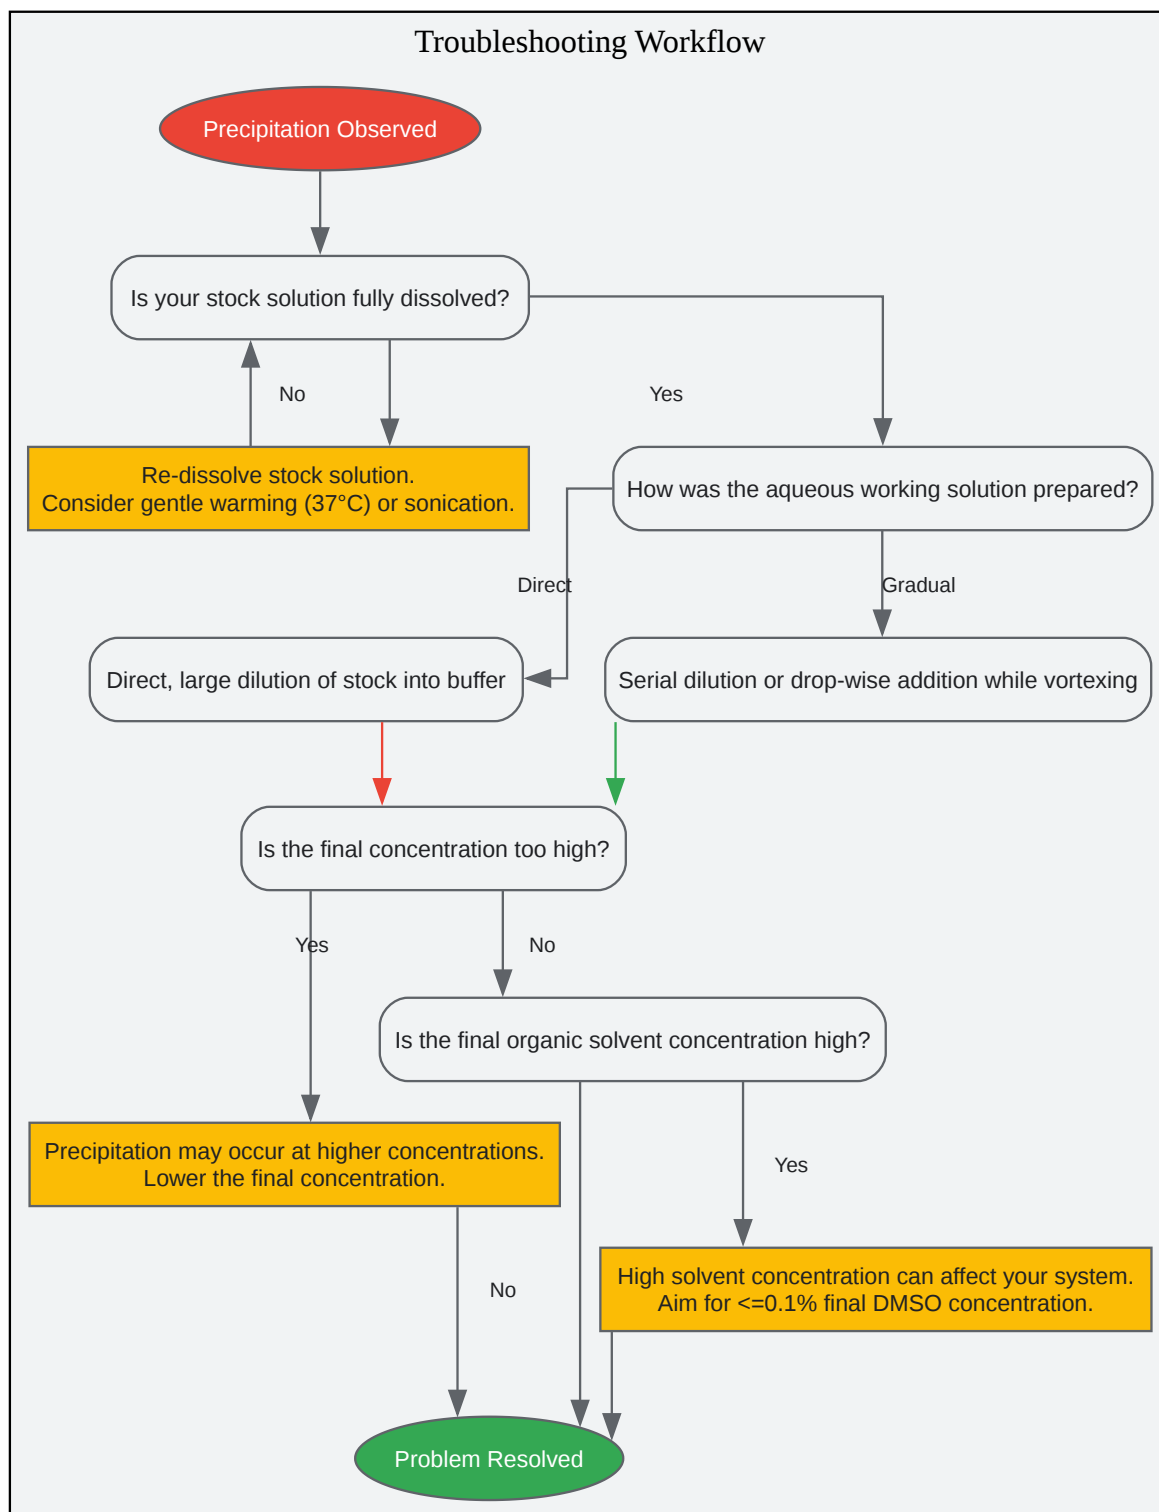 Troubleshooting Workflow
Precipitation Observed
Is your stock solution fully dissolved?
No
Yes
Re-dissolve stock solution.
Consider gentle warming (37°C) or sonication.
How was the aqueous working solution prepared?
Direct
Gradual
Direct, large dilution of stock into buffer
Serial dilution or drop-wise addition while vortexing
Is the final concentration too high?
Yes
No
Is the final organic solvent concentration high?
Precipitation may occur at higher concentrations.
Lower the final concentration.
Yes
No
High solvent concentration can affect your system.
Aim for <=0.1% final DMSO concentration.
Problem Resolved